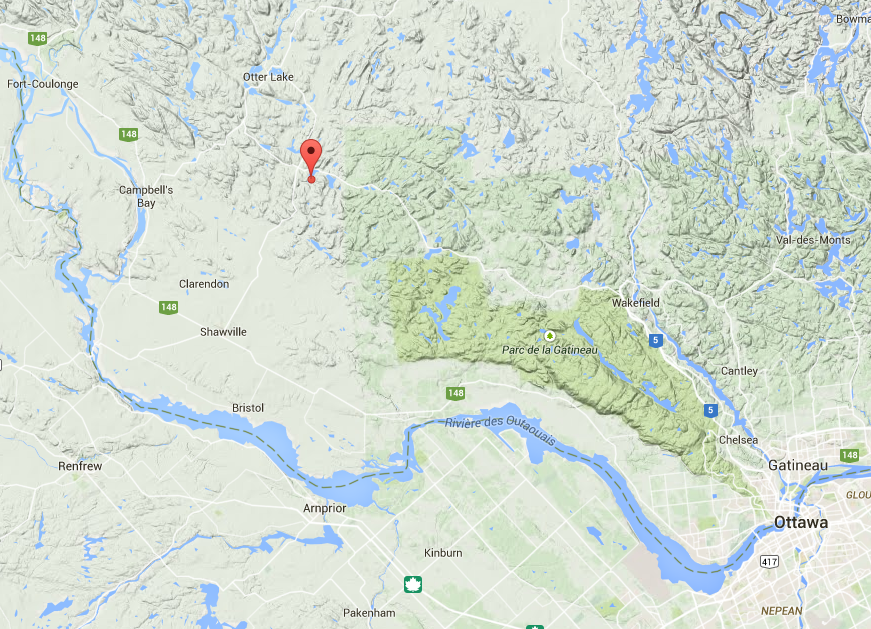 Bowma
148
Fort-Coulonge
Otter Lake
148
Campbell's
Bay
Val-des-Monts
Clarendon
148
Wakefield
Shawville
5
Parc de la Gatineau
Cantley
148
Bristol
5
Rivière des Outaouais
Chelsea
148
Renfrew
Gatineau
GLOU
Arnprior
Ottawa
Kinburn
417
Pakenham
NEPEAN